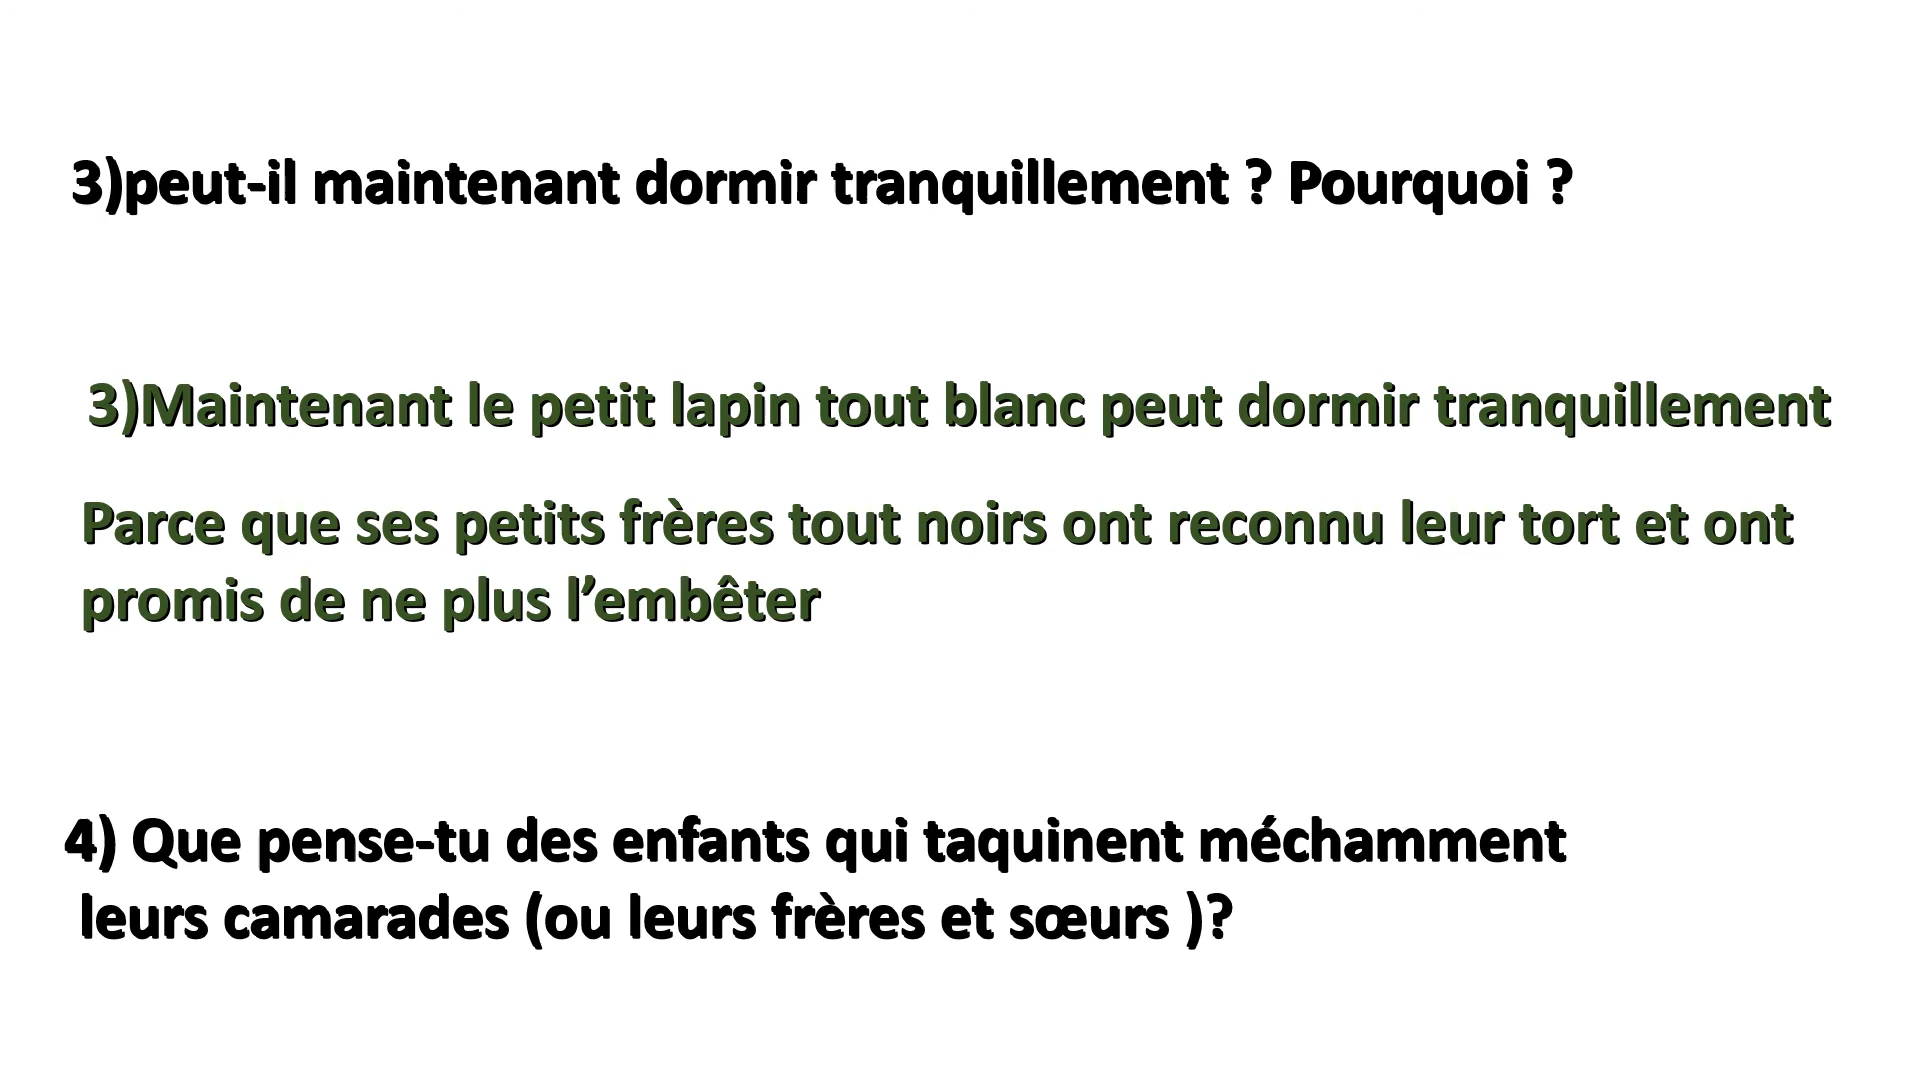 3)peut-il maintenant dormir tranquillement ? Pourquoi ?
3)Maintenant le petit lapin tout blanc peut dormir tranquillement
Parce que ses petits frères tout noirs ont reconnu leur tort et ont
promis de ne plus l’embêter
4) Que pense-tu des enfants qui taquinent méchamment
leurs camarades (ou leurs frères et sœurs )?